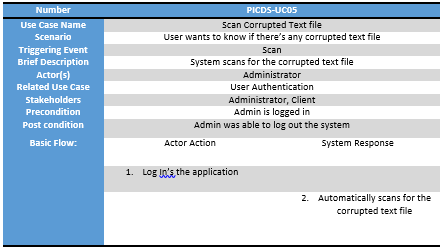 Number PICDS-UC05
Use Case Name Scan Corrupted Text file
Scenario User wants to know if there's any corrupted text file
Triggering Event Scan
Brief Description System scans for the corrupted text file
Actor(s) Administrator
Related Use Case User Authentication
Stakeholders Administrator, Client
Precondition Admin is logged in
Post condition Admin was able to log out the system
Basic Flow: Actor Action System Response
1. Log In's the application
2. Automatically scans for the
corrupted text file